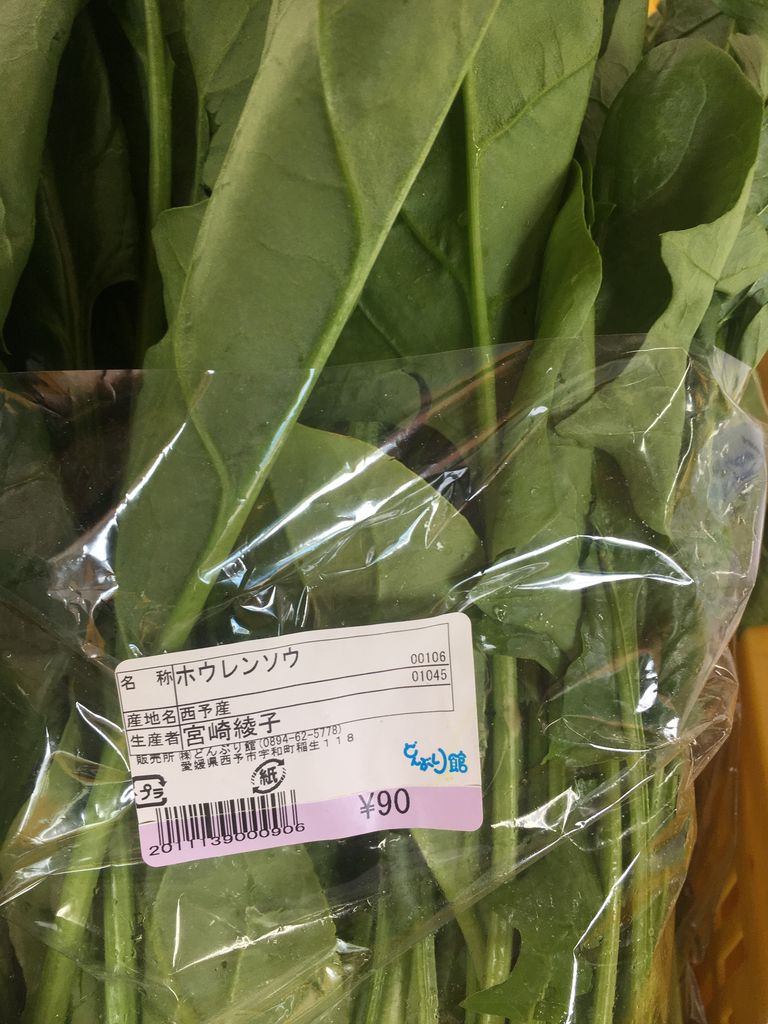 名 称 ホウレンソウ 00106
01045
産地名 西予産
生産者 宮崎綾子
販売所 ㈱どんぶり館(0894-62-5778)
愛媛県西予市宇和町稲生118
どんぶり館
プラ 紙
¥90
2011139000906